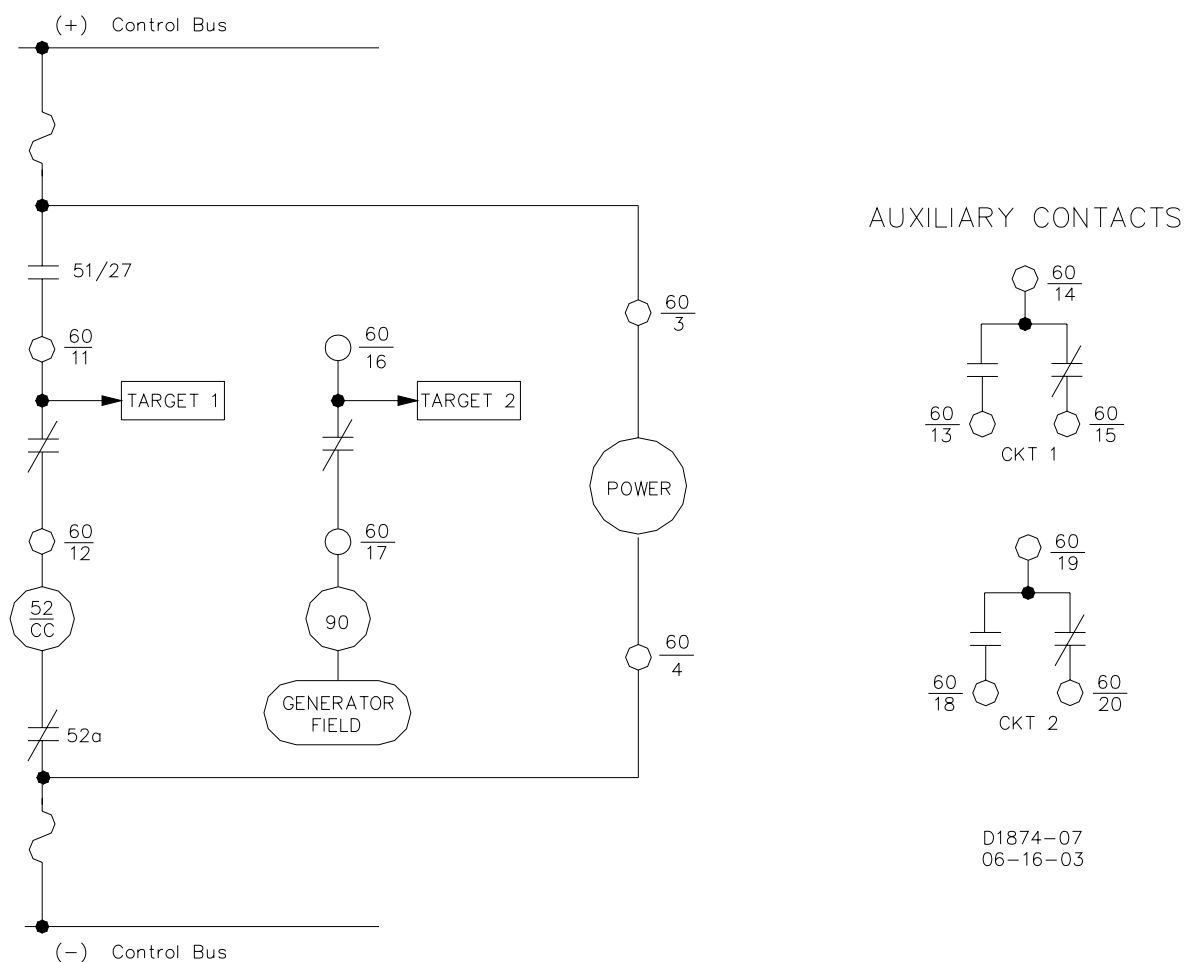 (+) Control Bus
AUXILIARY CONTACTS
51/27
60
14
60
3
60
11
60
16
TARGET 1
TARGET 2
60
13
60
15
CKT 1
POWER
60
12
60
17
60
19
52
CC
90
60
4
60
18
60
20
CKT 2
GENERATOR
FIELD
52a
D1874-07
06-16-03
(-) Control Bus